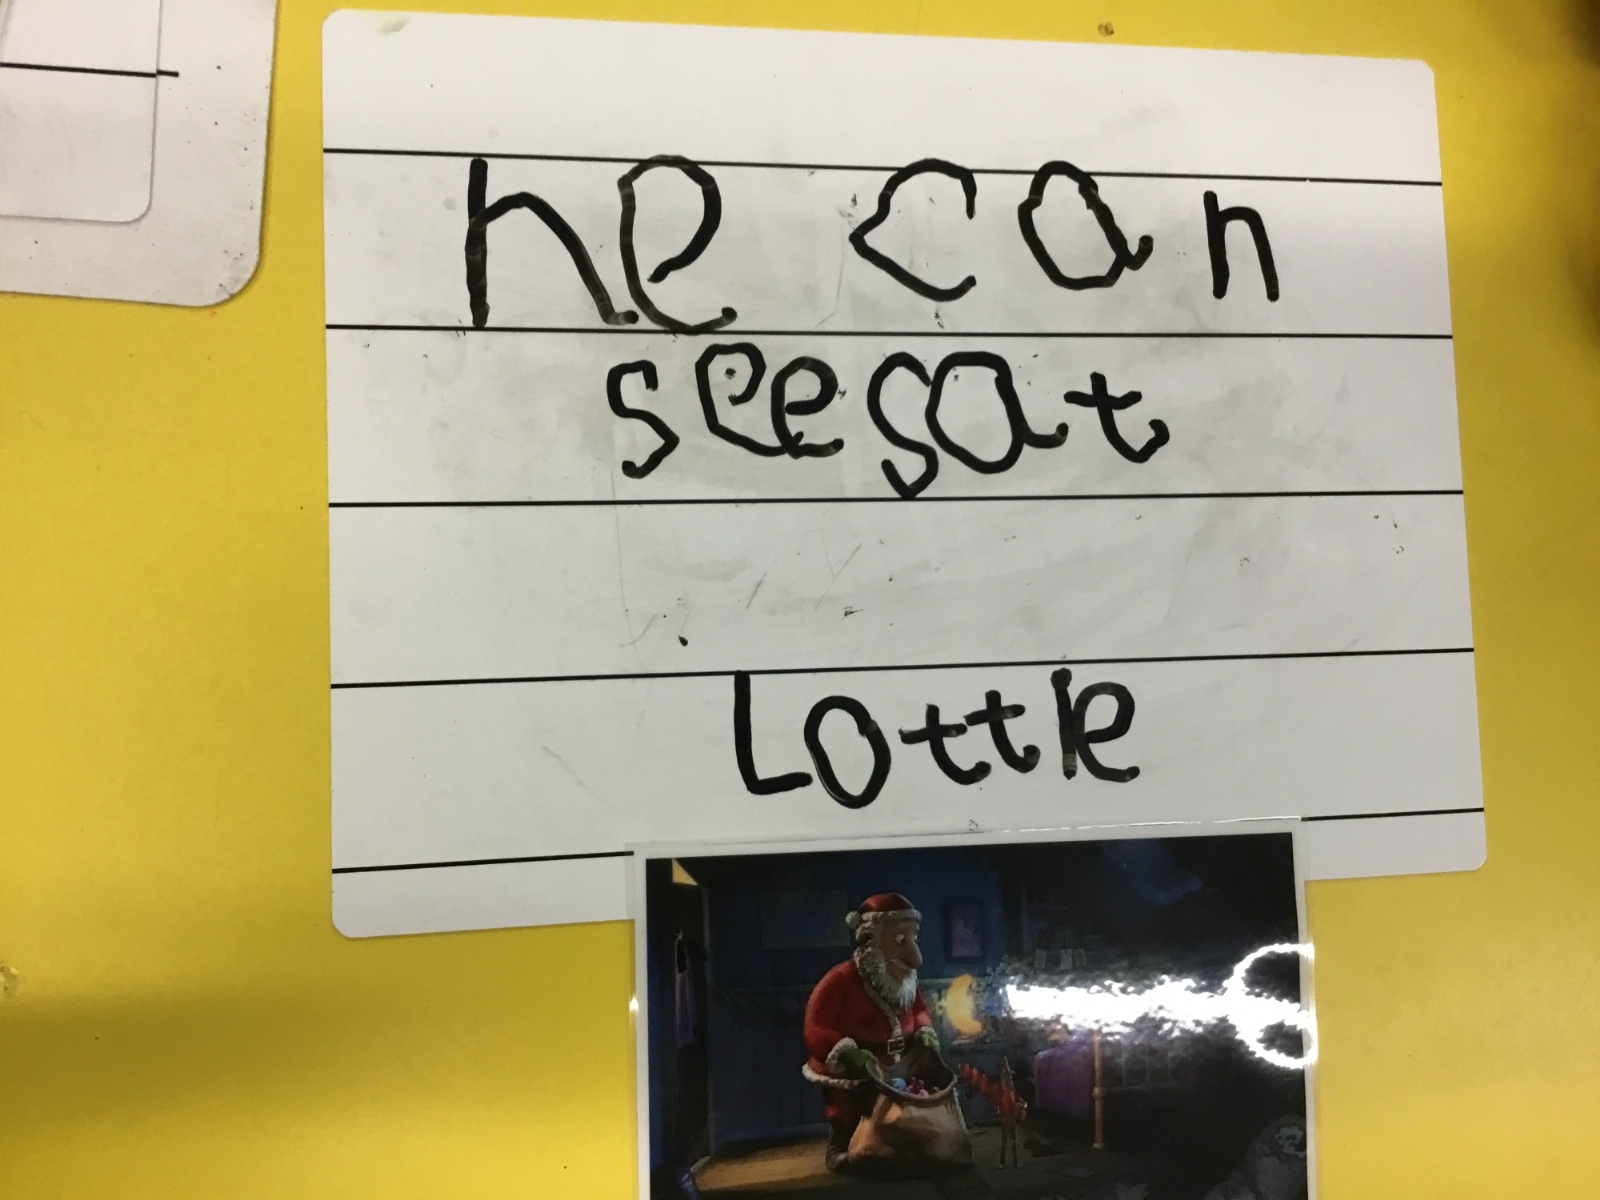 he can
seesat
Lottie